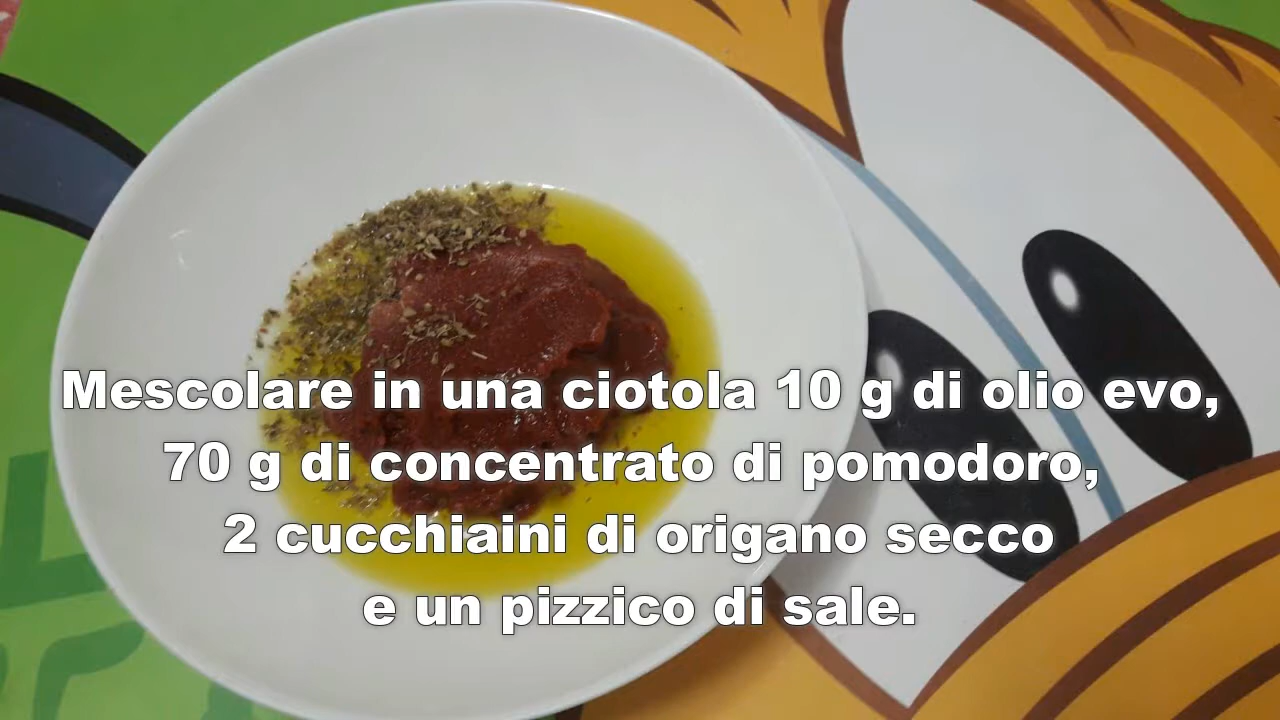 Mescolare in una ciotola 10 g di olio evo,
70 g di concentrato di pomodoro,
2 cucchiaini di origano secco
e un pizzico di sale.